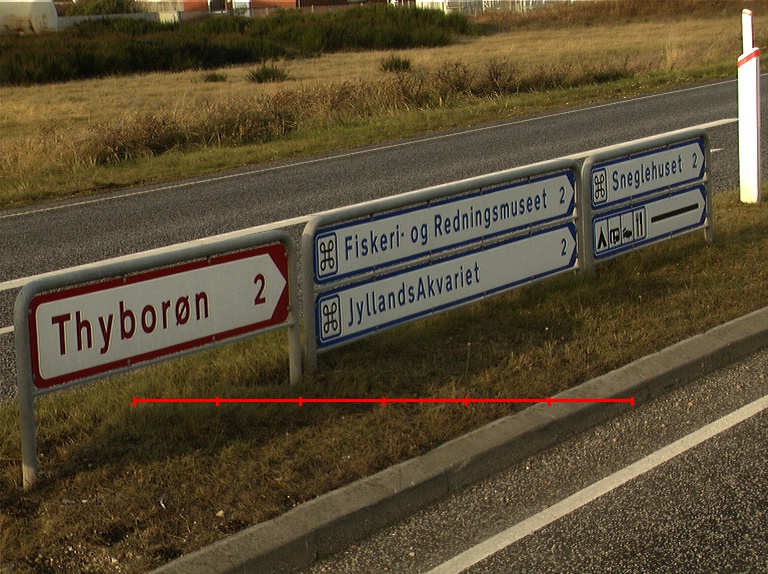 Thyborøn 2
Fiskeri- og Redningsmuseet 2
JyllandsAkvariet 2
Sneglehuset 2